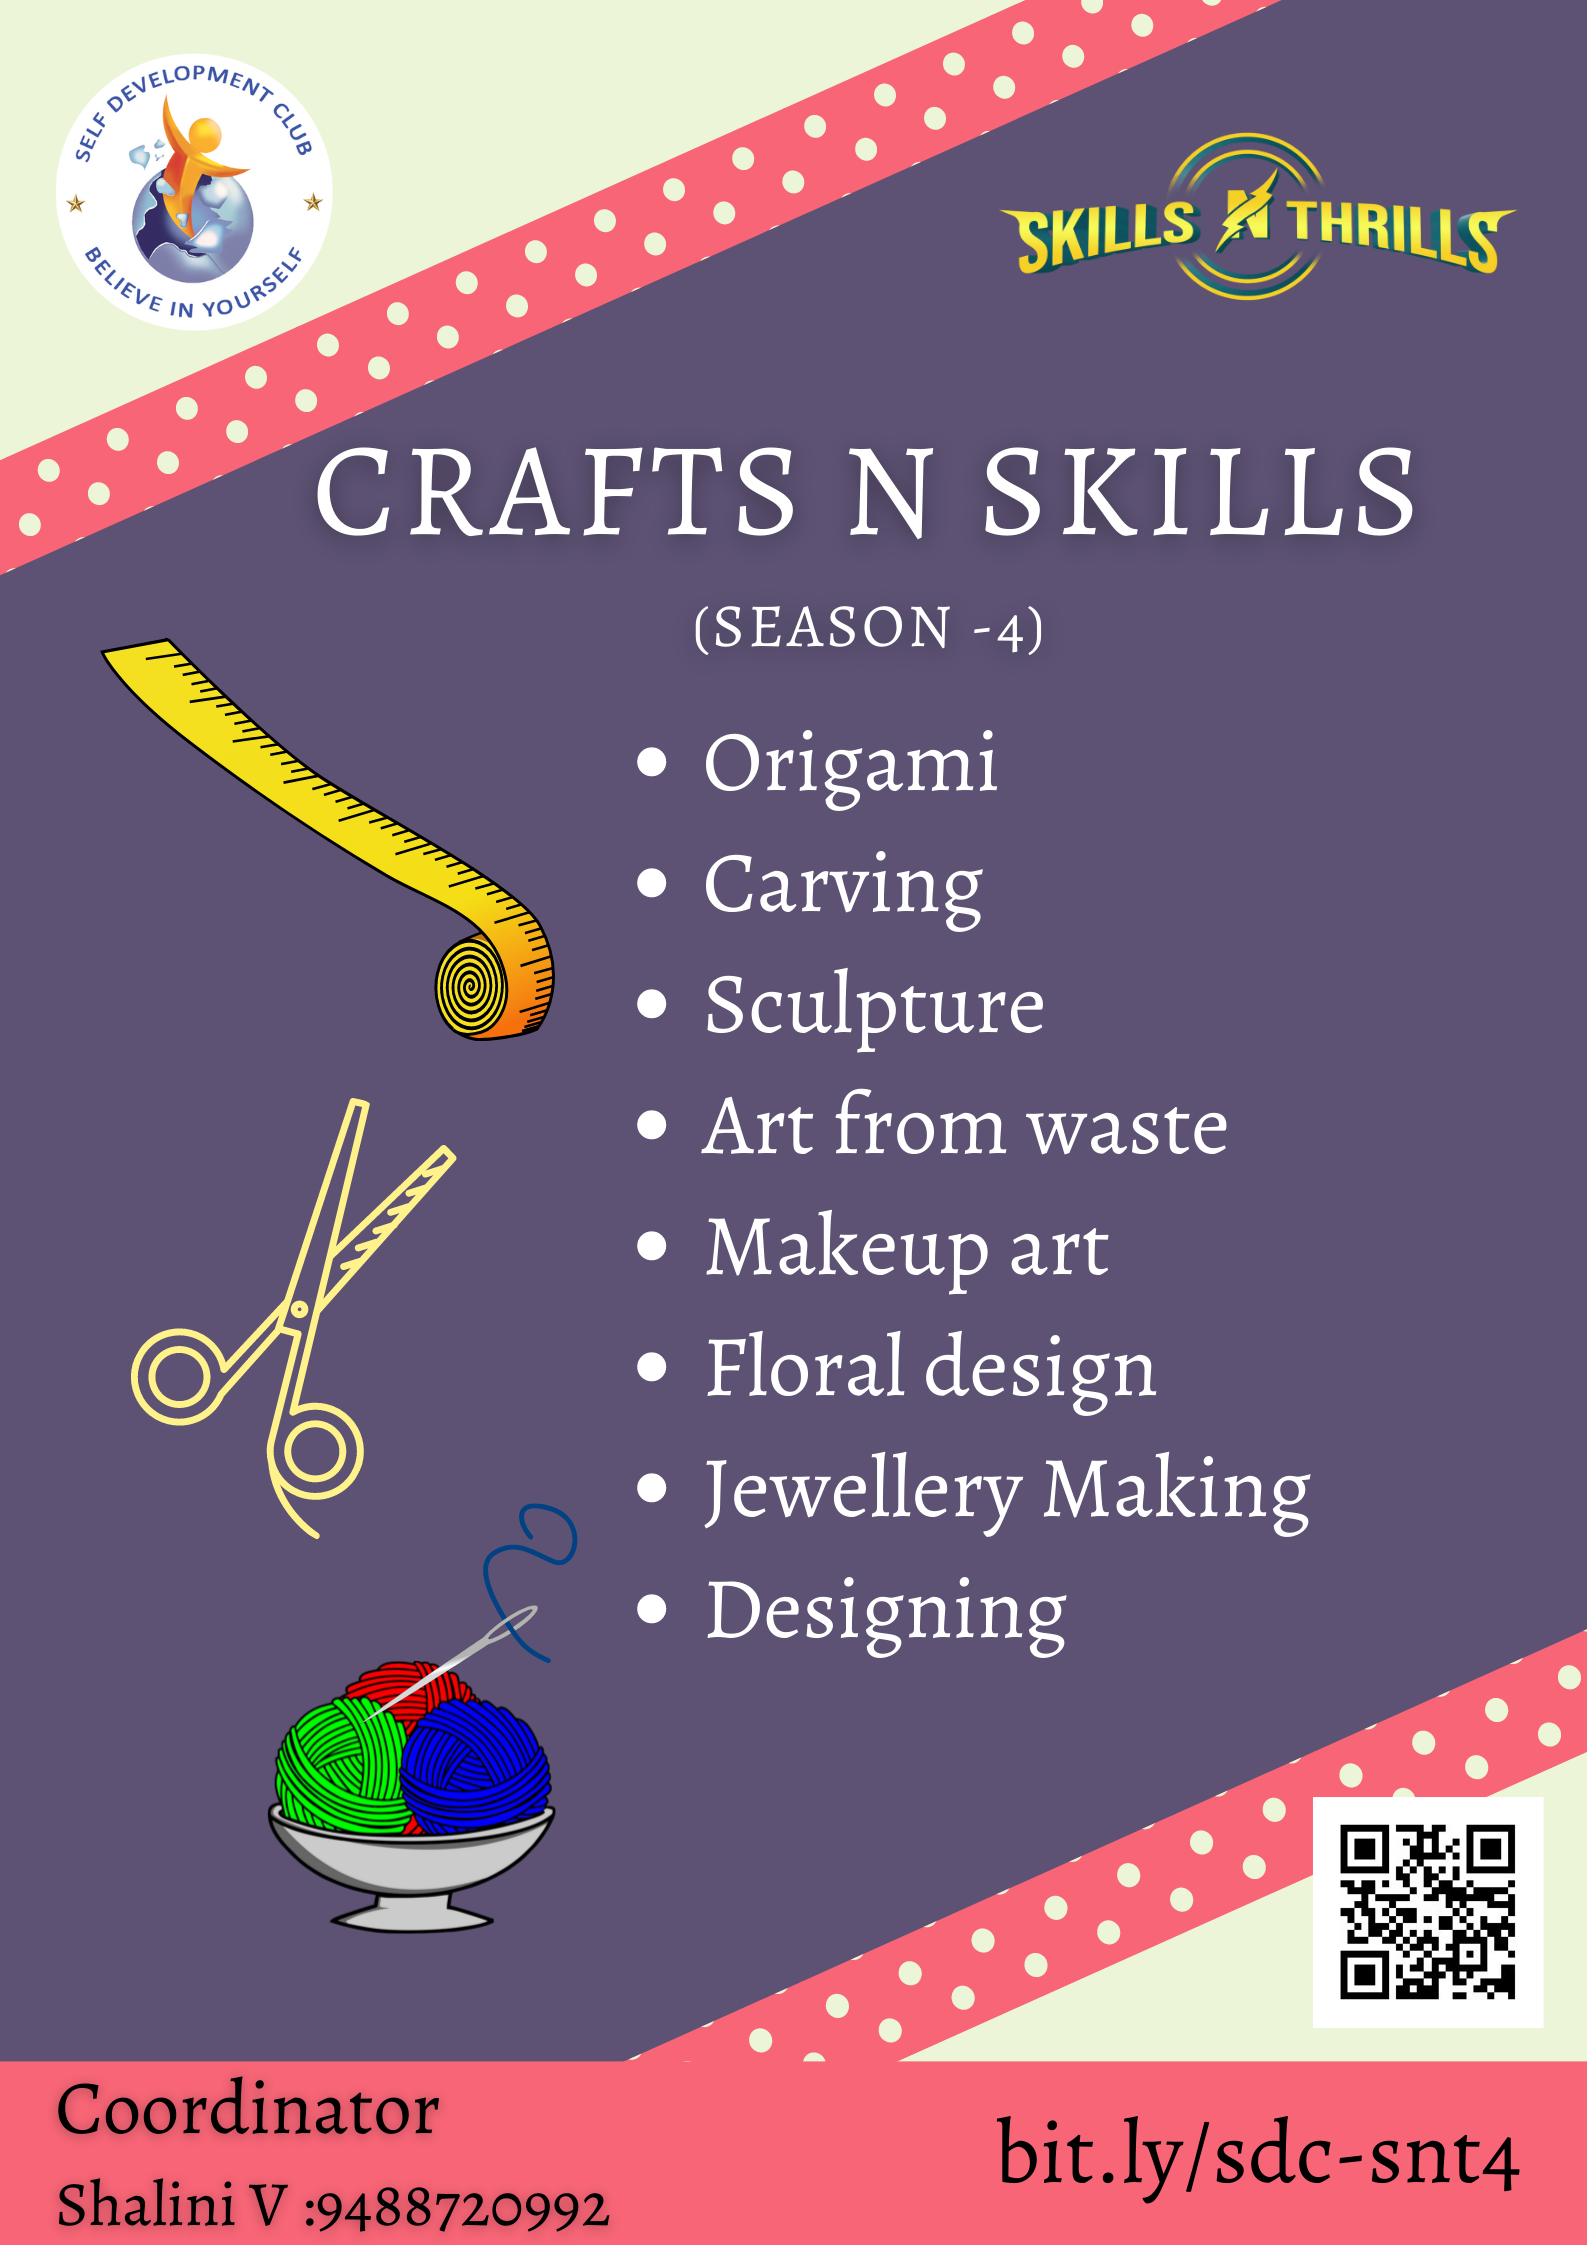 SELF DEVELOPMENT CLUB
BELIEVE IN YOURSELF
SKILLS N THRILLS
CRAFTS N SKILLS
(SEASON -4)
• Origami
• Carving
• Sculpture
• Art from waste
• Makeup art
• Floral design
• Jewellery Making
• Designing
Coordinator
Shalini V :9488720992
bit.ly/sdc-snt4